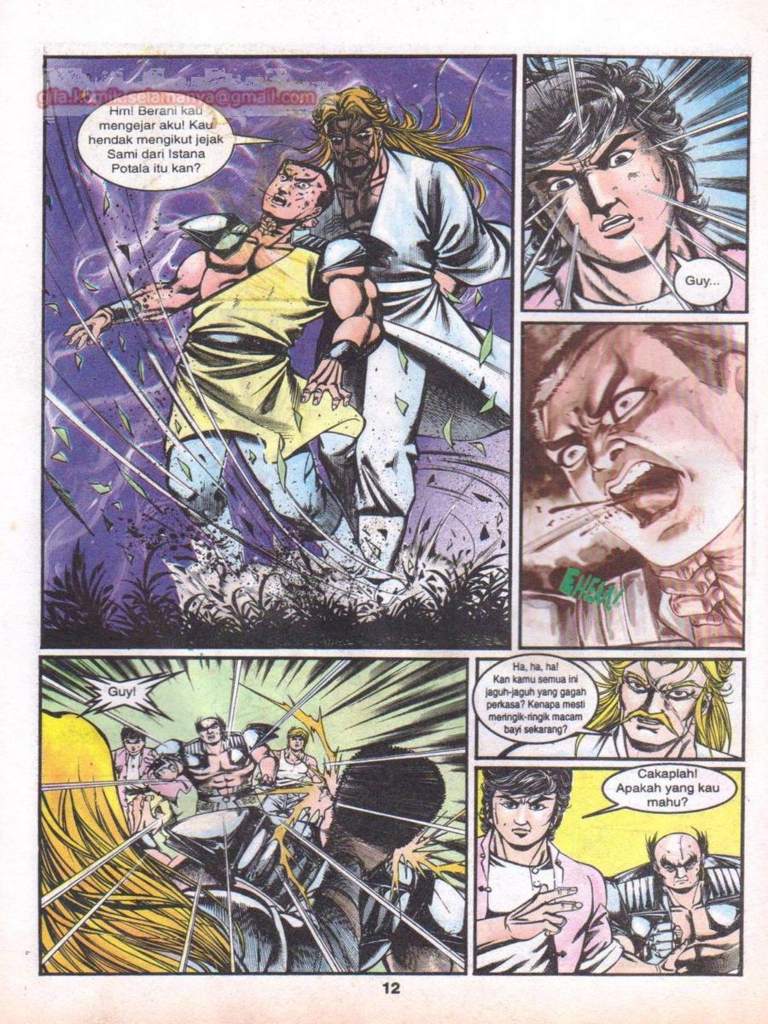 gila.komikselamanya@gmail.com
Hm! Berani kau
mengejar aku! Kau
hendak mengikut jejak
Sami dari Istana
Potala itu kan?
Guy...
Guy!
Ha, ha, ha!
Kan kamu semua ini
jaguh-jaguh yang gagah
perkasa? Kenapa mesti
meringik-ringik macam
bayi sekarang?
Cakaplah!
Apakah yang kau
mahu?
12